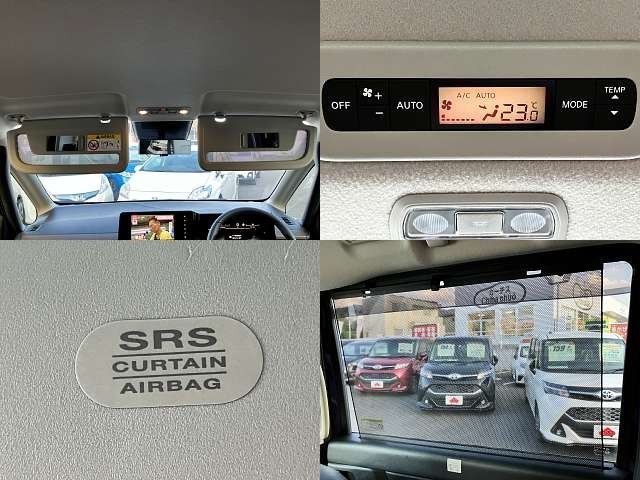 OFF
AUTO
A/C AUTO
23.0
°C
MODE
TEMP
SRS
CURTAIN
AIRBAG